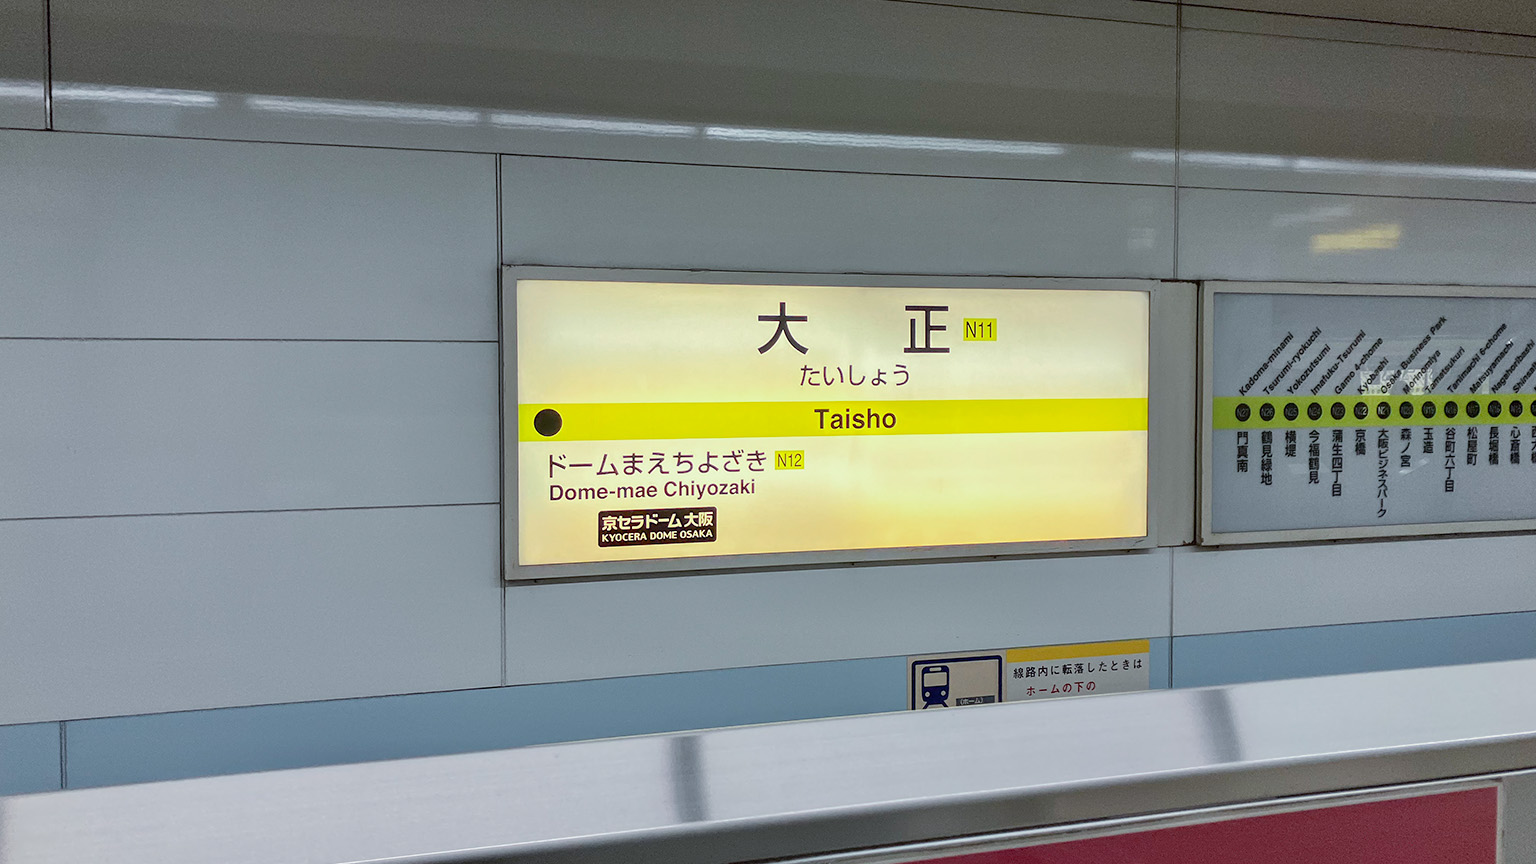 大正 N11
たいしょう
Taisho
ドームまえちよざき N12
Dome-mae Chiyozaki
京セラドーム大阪
KYOCERA DOME OSAKA
Kadoma-minami
Tsurumi-ryokuchi
Yokozutsumi
Imafuku-Tsurumi
Gamo 4-chome
Kyobashi
Osaka Business Park
Morinomiya
Tamatsukuri
Tanimachi 6-chome
Matsuyamachi
Nagahoribashi
門真南
鶴見緑地
横堤
今福鶴見
蒲生四丁目
京橋
大阪ビジネスパーク
森ノ宮
玉造
谷町六丁目
松屋町
長堀橋
心斎橋
線路内に転落したときは
ホームの下の
(ホーム)